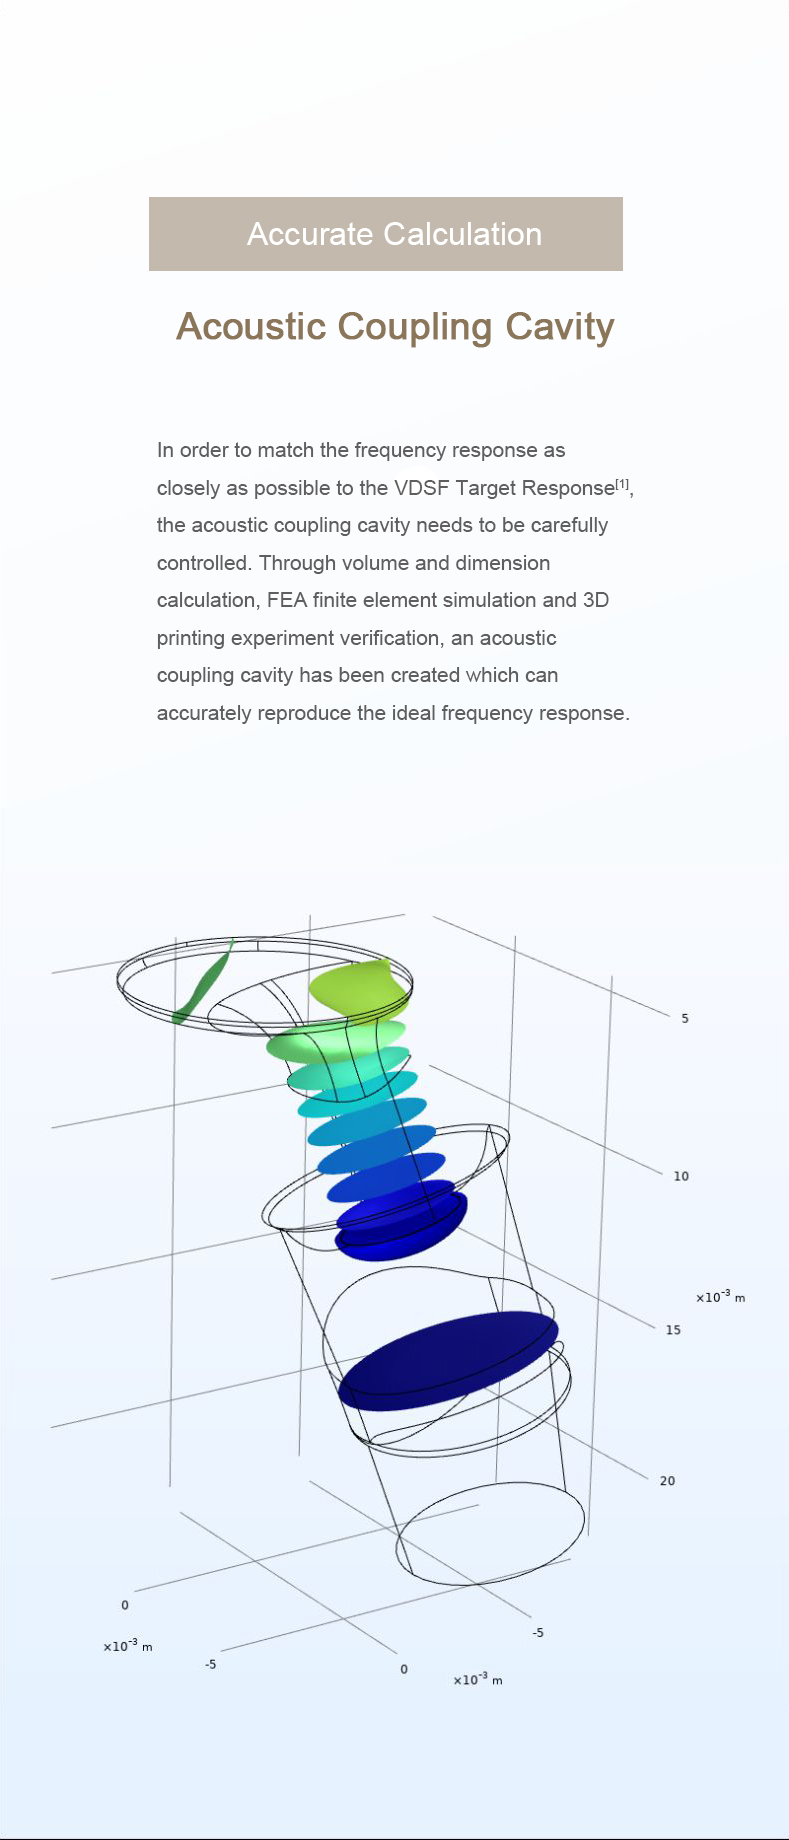 Accurate Calculation
Acoustic Coupling Cavity
In order to match the frequency response as
closely as possible to the VDSF Target Response[1],
the acoustic coupling cavity needs to be carefully
controlled. Through volume and dimension
calculation, FEA finite element simulation and 3D
printing experiment verification, an acoustic
coupling cavity has been created which can
accurately reproduce the ideal frequency response.
5
10
×10⁻³ m
15
20
0
-5
×10⁻³ m
-5
0
×10⁻³ m